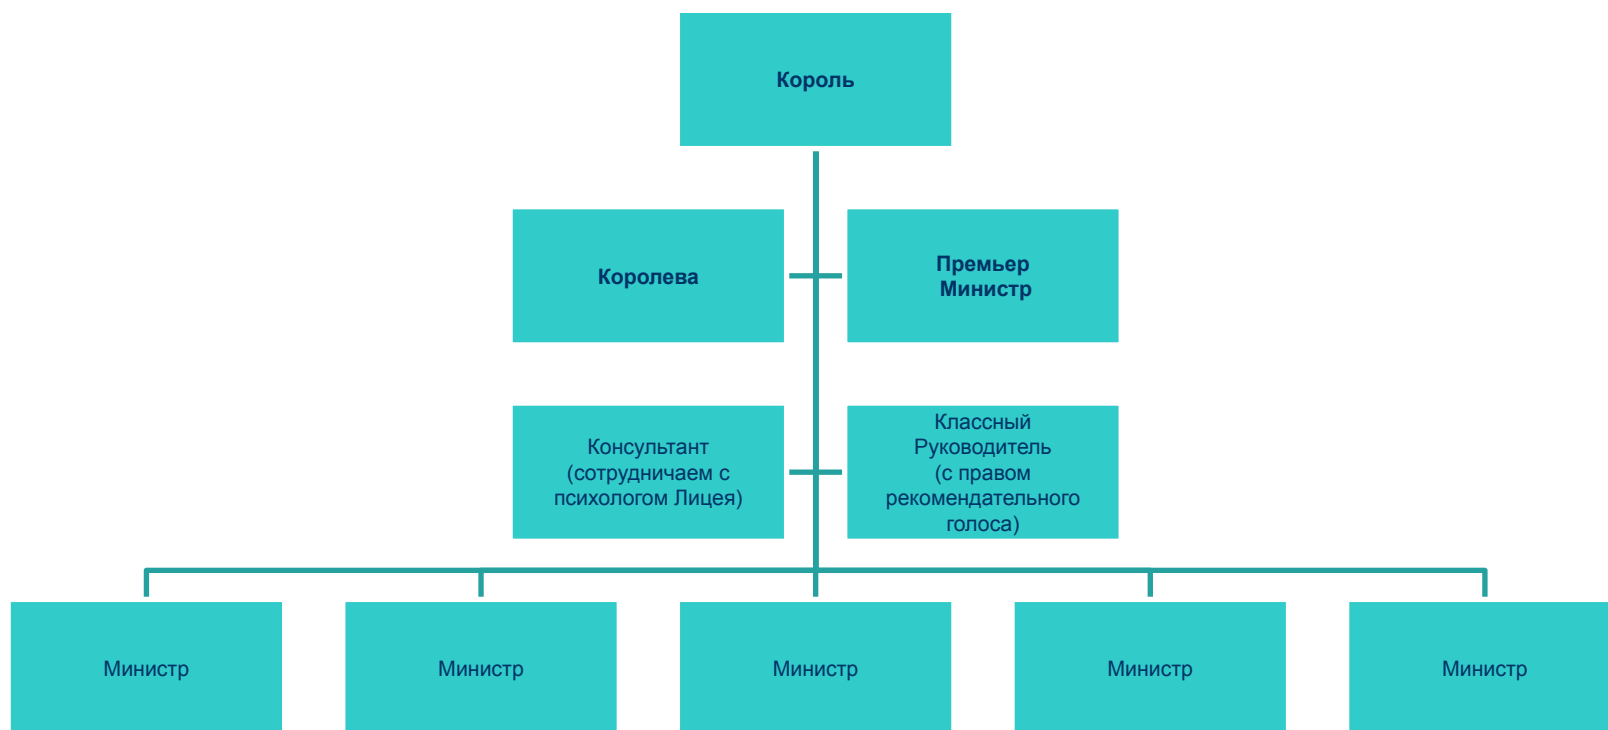 Король
Королева
Премьер
Министр
Консультант
(сотрудничаем с
психологом Лицея)
Классный
Руководитель
(с правом
рекомендательного
голоса)
Министр
Министр
Министр
Министр
Министр